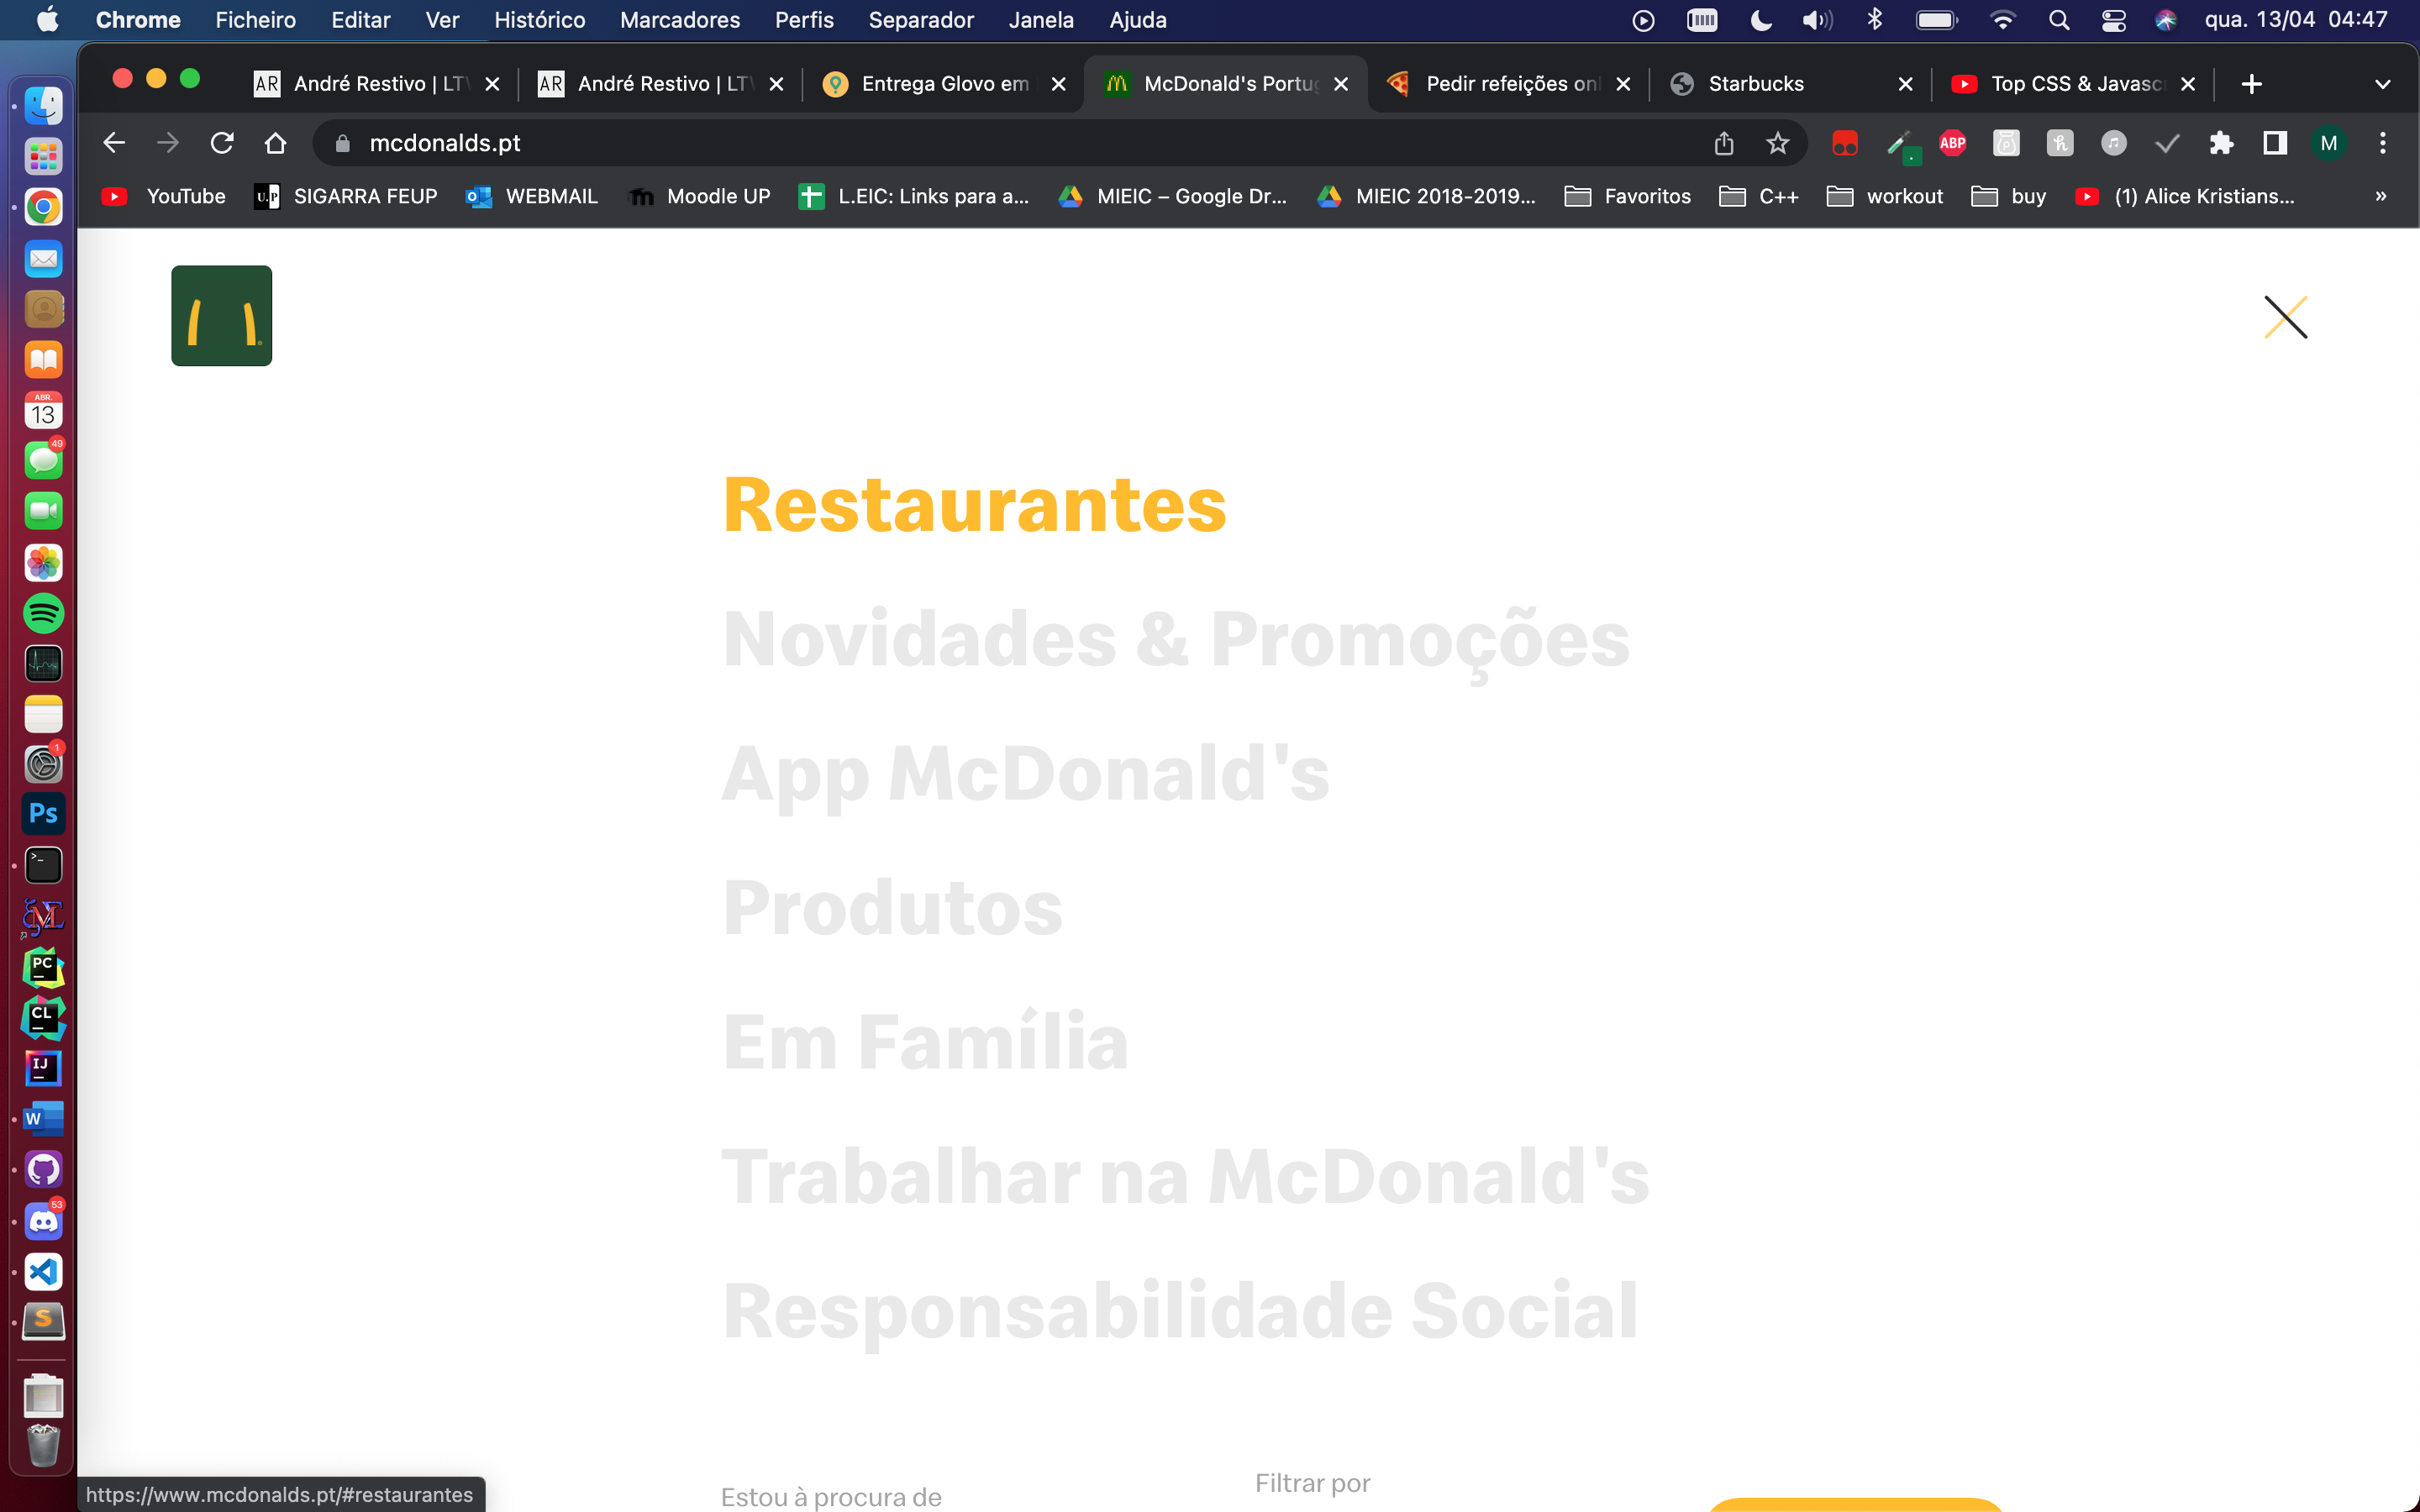 Chrome Ficheiro Editar Ver Histórico Marcadores Perfis Separador Janela Ajuda qua. 13/04 04:47
AR André Restivo | LT AR André Restivo | LT Entrega Glovo em McDonald's Portu Pedir refeições onl Starbucks Top CSS & Javasc
mcdonalds.pt ABP M
YouTube U.P SIGARRA FEUP WEBMAIL Moodle UP L.EIC: Links para a... MIEIC – Google Dr... MIEIC 2018-2019... Favoritos C++ workout buy (1) Alice Kristians... »
ABR.
13
49
1
Ps
PC
CL
IJ
W
53
S
Restaurantes
Novidades & Promoções
App McDonald's
Produtos
Em Família
Trabalhar na McDonald's
Responsabilidade Social
Estou à procura de
Filtrar por
https://www.mcdonalds.pt/#restaurantes